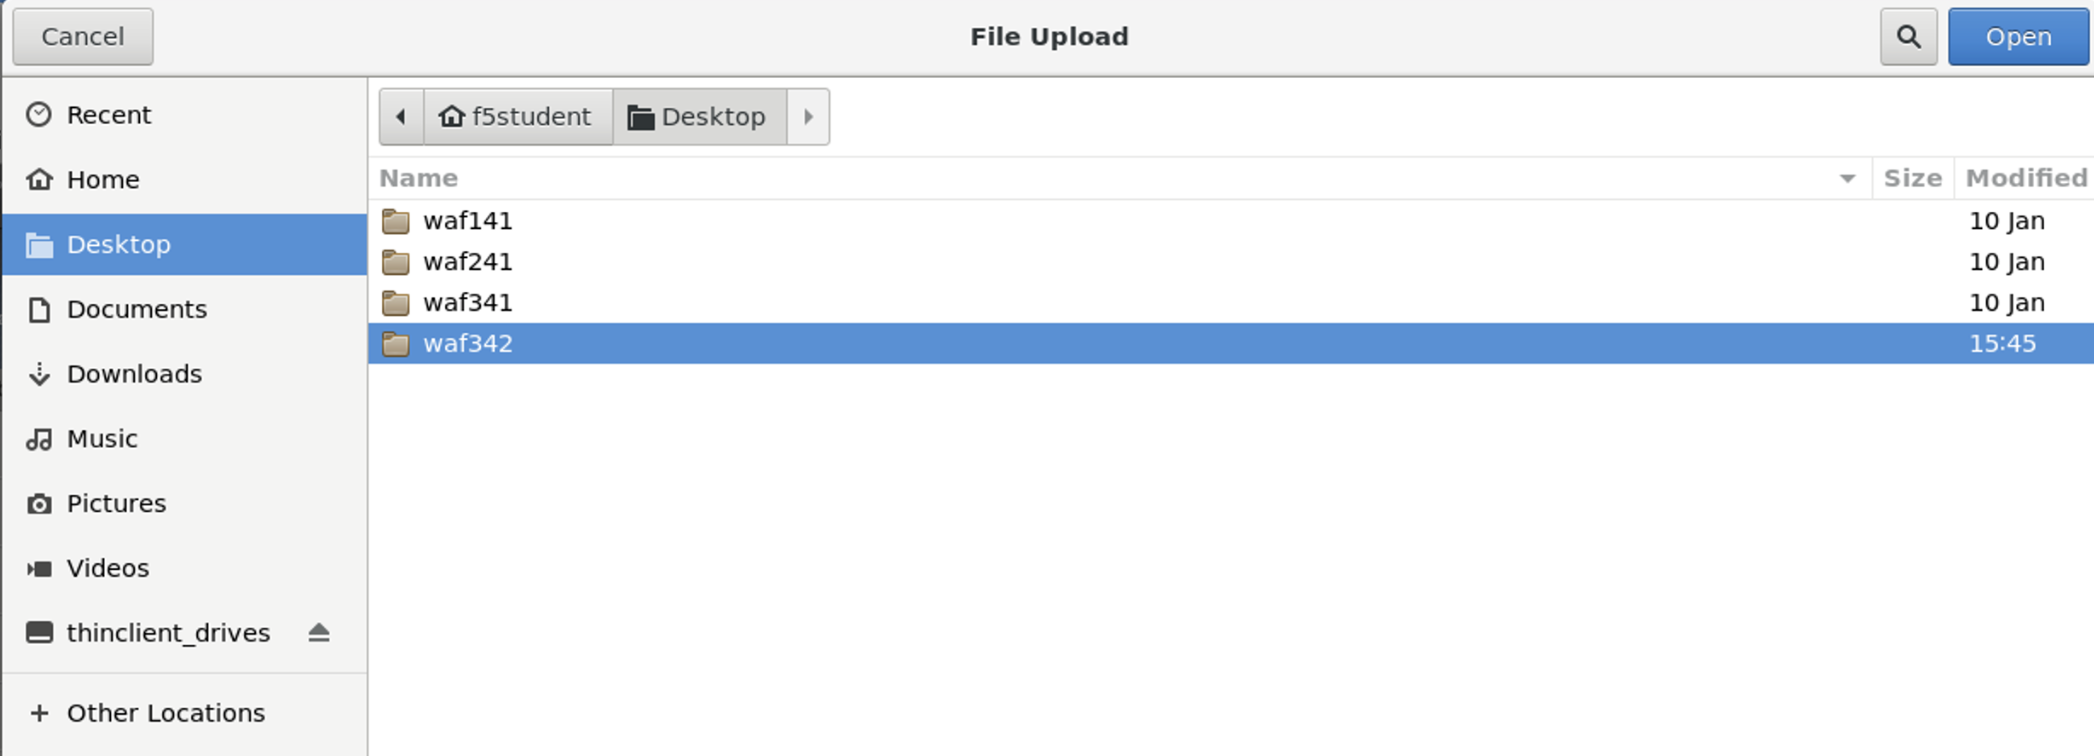 Cancel File Upload Open
Recent
Home
Desktop
Documents
Downloads
Music
Pictures
Videos
thinclient_drives
+ Other Locations
f5student Desktop
Name Size Modified
waf141 10 Jan
waf241 10 Jan
waf341 10 Jan
waf342 15:45